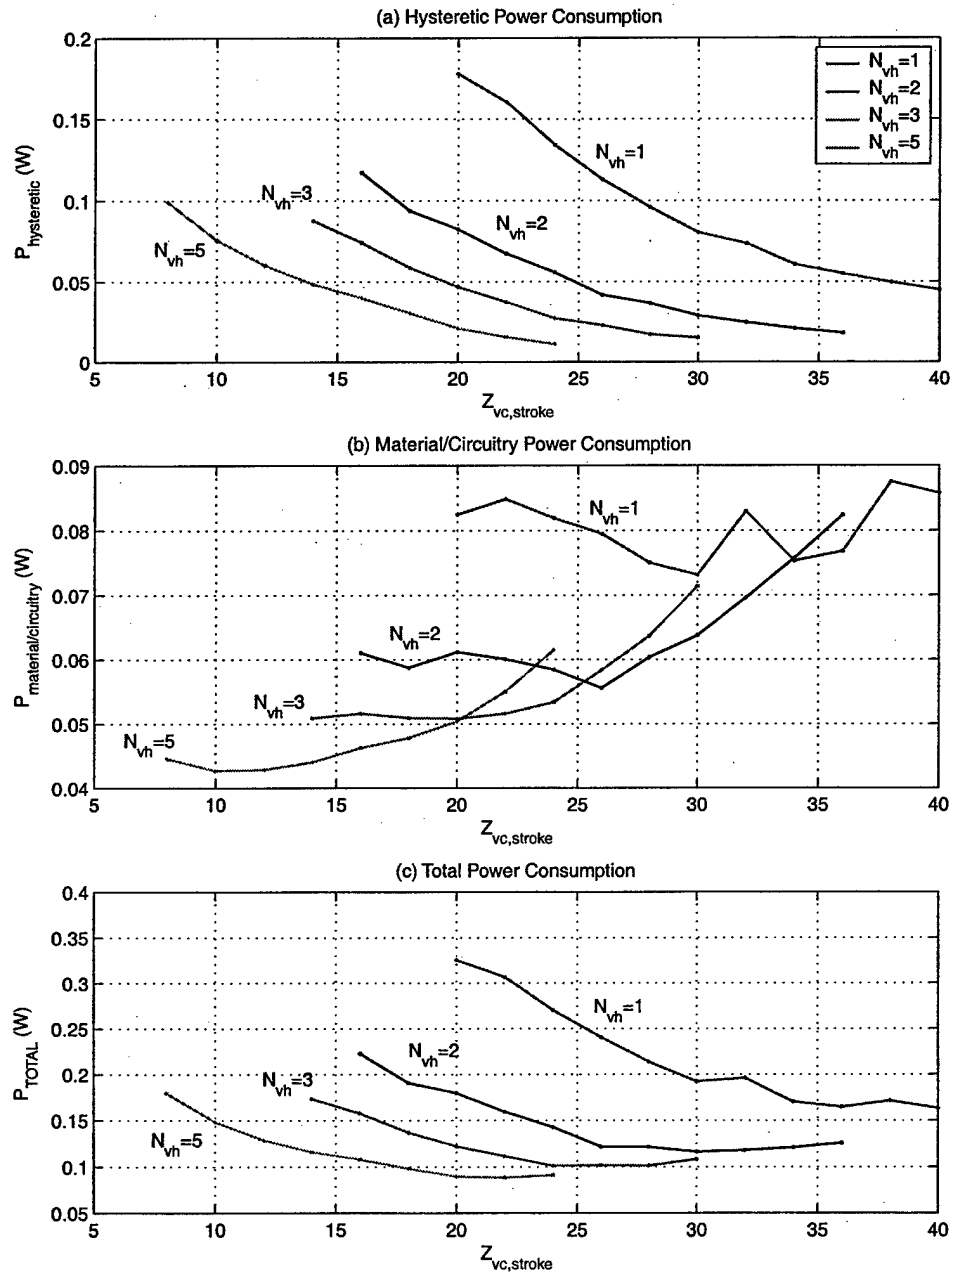 (a) Hysteretic Power Consumption
0.2
0.15
0.1
0.05
0
P_hysteretic (W)
N_vh=1
N_vh=2
N_vh=3
N_vh=5
N_vh=1
N_vh=3
N_vh=2
N_vh=5
5 10 15 20 25 30 35 40
Z_vc,stroke
(b) Material/Circuitry Power Consumption
0.09
0.08
0.07
0.06
0.05
0.04
P_material/circuitry (W)
N_vh=1
N_vh=2
N_vh=3
N_vh=5
5 10 15 20 25 30 35 40
Z_vc,stroke
(c) Total Power Consumption
0.4
0.35
0.3
0.25
0.2
0.15
0.1
0.05
P_TOTAL (W)
N_vh=1
N_vh=2
N_vh=3
N_vh=5
5 10 15 20 25 30 35 40
Z_vc,stroke